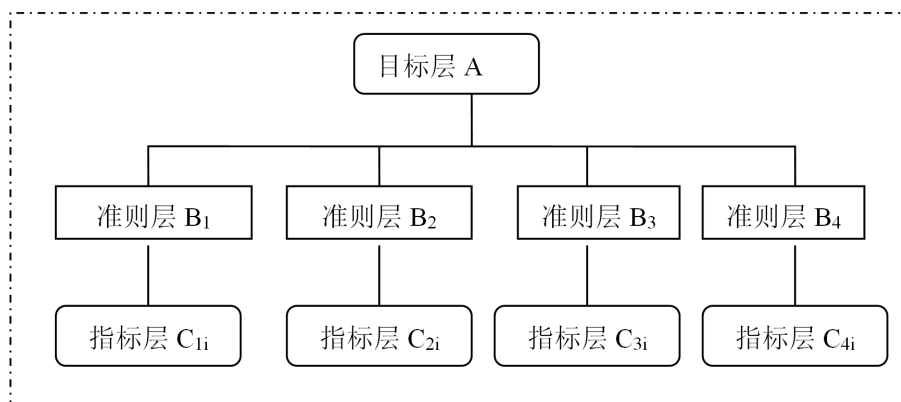 目标层 A
准则层 B₁
准则层 B₂
准则层 B₃
准则层 B₄
指标层 C₁ᵢ
指标层 C₂ᵢ
指标层 C₃ᵢ
指标层 C₄ᵢ